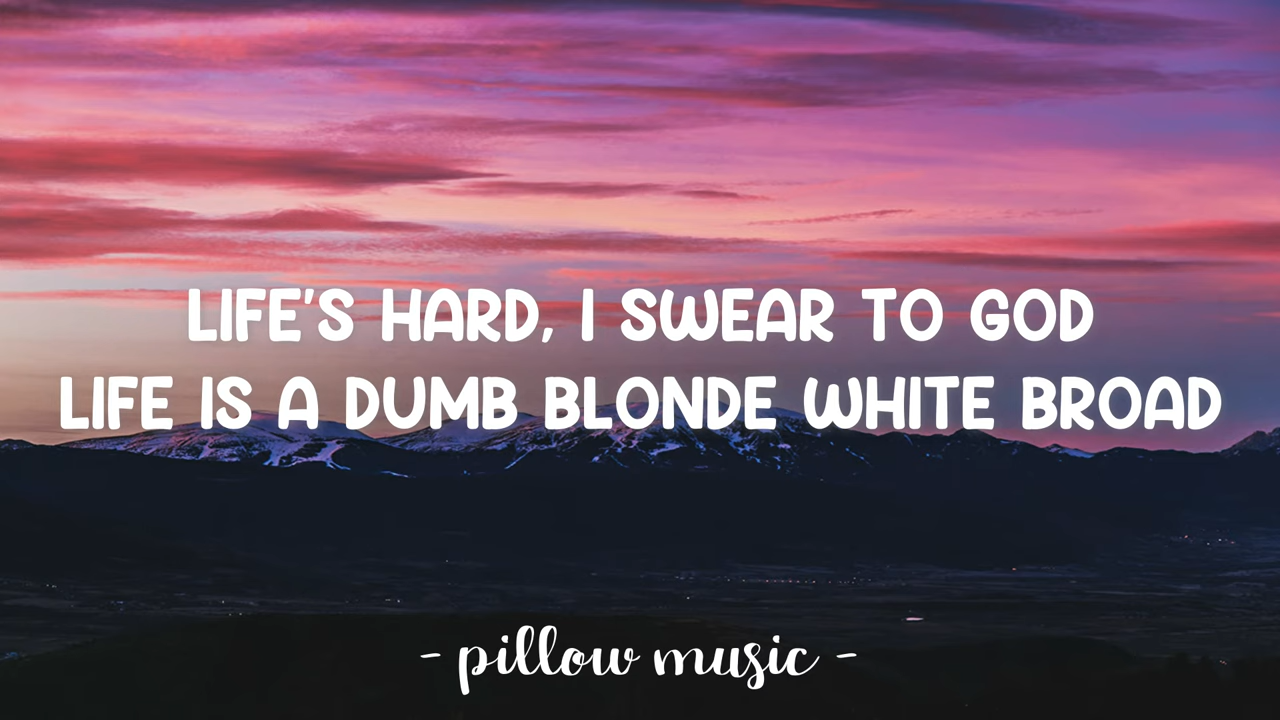 LIFE'S HARD, I SWEAR TO GOD
LIFE IS A DUMB BLONDE WHITE BROAD
- pillow music -